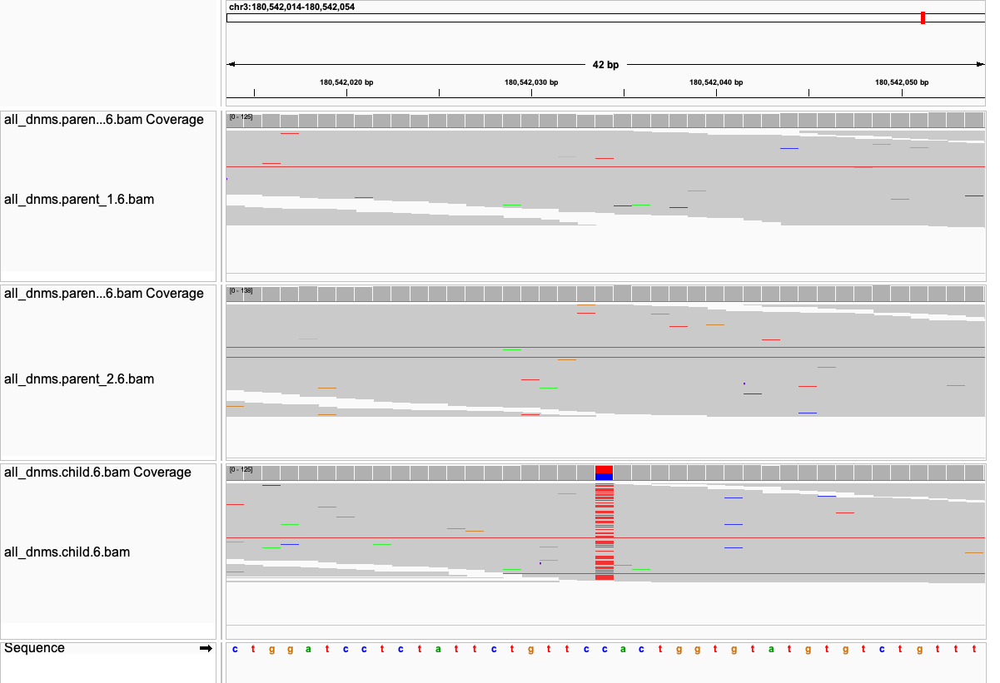 chr3:180,542,014-180,542,054
42 bp
180,542,020 bp 180,542,030 bp 180,542,040 bp 180,542,050 bp
all_dnms.paren...6.bam Coverage
[0 - 125]
all_dnms.parent_1.6.bam
all_dnms.paren...6.bam Coverage
[0 - 138]
all_dnms.parent_2.6.bam
all_dnms.child.6.bam Coverage
[0 - 125]
all_dnms.child.6.bam
Sequence c t g g a t c c t c t a t t c t g t t c c a c t g g t g t a t g t g t c t g t t t